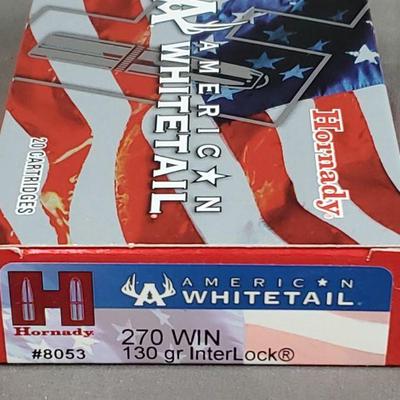 AMERICAN
WHITETAIL
20 CARTRIDGES
Hornady
AMERICAN
WHITETAIL
Hornady
#8053
270 WIN
130 gr InterLock®